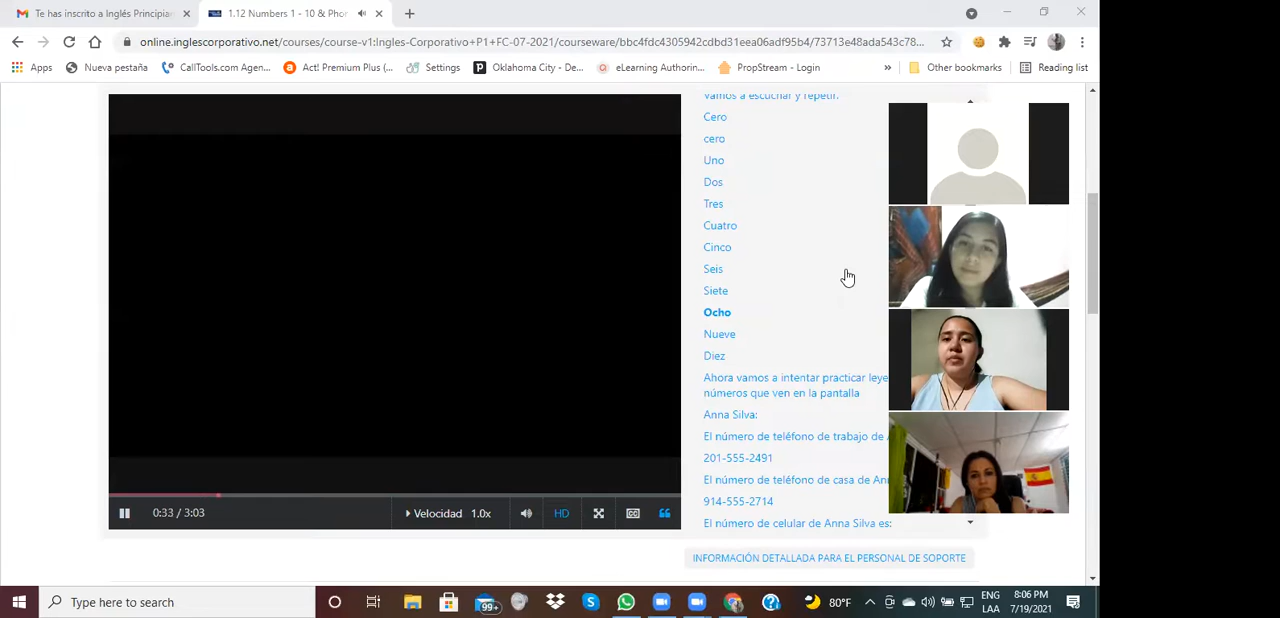 Te has inscrito a Inglés Principian
1.12 Numbers 1 - 10 & Phon
online.inglescorporativo.net/courses/course-v1:Ingles-Corporativo+P1+FC-07-2021/courseware/bbc4fdc4305942cdbd31eea06adf95b4/73713e48ada543c78...
Apps
Nueva pestaña
CallTools.com Agen...
Act! Premium Plus (...
Settings
Oklahoma City - De...
eLearning Authorin...
PropStream - Login
»
Other bookmarks
Reading list
Vamos a escuchar y repetir.
Cero
cero
Uno
Dos
Tres
Cuatro
Cinco
Seis
Siete
Ocho
Nueve
Diez
Ahora vamos a intentar practicar leye
números que ven en la pantalla
Anna Silva:
El número de teléfono de trabajo de A
201-555-2491
El número de teléfono de casa de An
914-555-2714
El número de celular de Anna Silva es:
0:33 / 3:03
Velocidad 1.0x
HD
CC
INFORMACIÓN DETALLADA PARA EL PERSONAL DE SOPORTE
Type here to search
99+
80°F
ENG
LAA
8:06 PM
7/19/2021